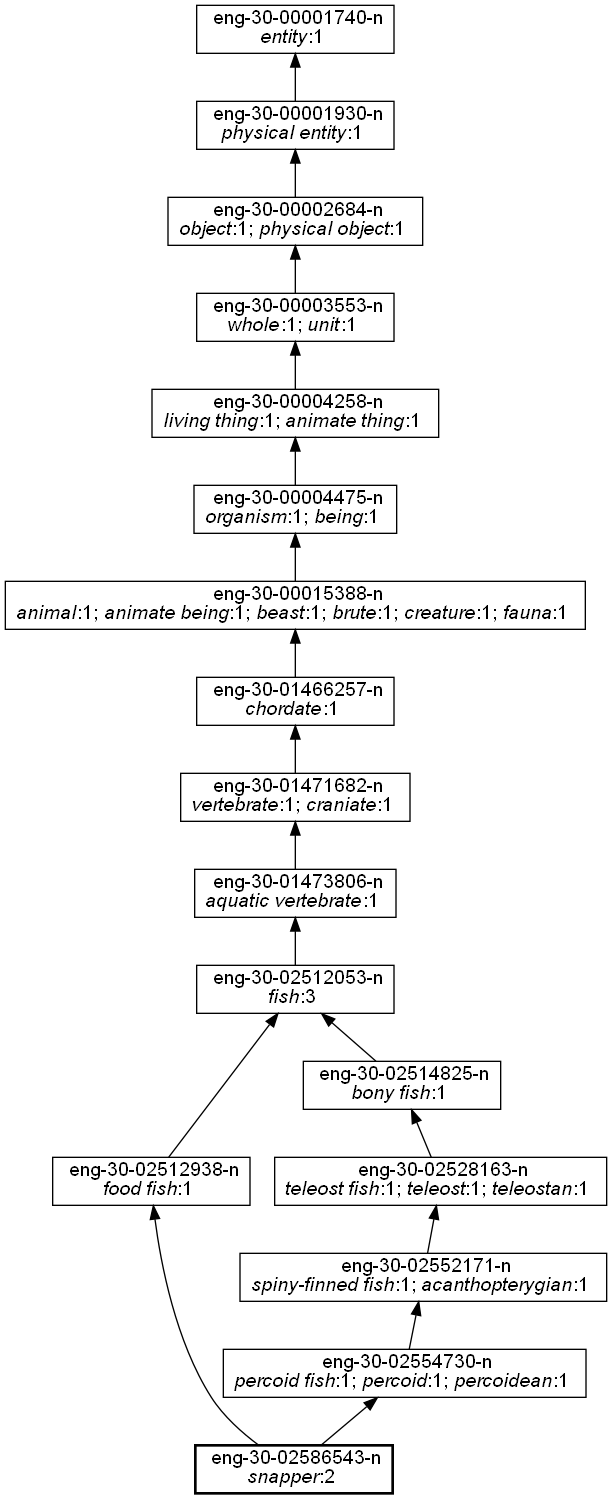 eng-30-00001740-n
entity:1
eng-30-00001930-n
physical entity:1
eng-30-00002684-n
object:1; physical object:1
eng-30-00003553-n
whole:1; unit:1
eng-30-00004258-n
living thing:1; animate thing:1
eng-30-00004475-n
organism:1; being:1
eng-30-00015388-n
animal:1; animate being:1; beast:1; brute:1; creature:1; fauna:1
eng-30-01466257-n
chordate:1
eng-30-01471682-n
vertebrate:1; craniate:1
eng-30-01473806-n
aquatic vertebrate:1
eng-30-02512053-n
fish:3
eng-30-02514825-n
bony fish:1
eng-30-02512938-n
food fish:1
eng-30-02528163-n
teleost fish:1; teleost:1; teleostan:1
eng-30-02552171-n
spiny-finned fish:1; acanthopterygian:1
eng-30-02554730-n
percoid fish:1; percoid:1; percoidean:1
eng-30-02586543-n
snapper:2